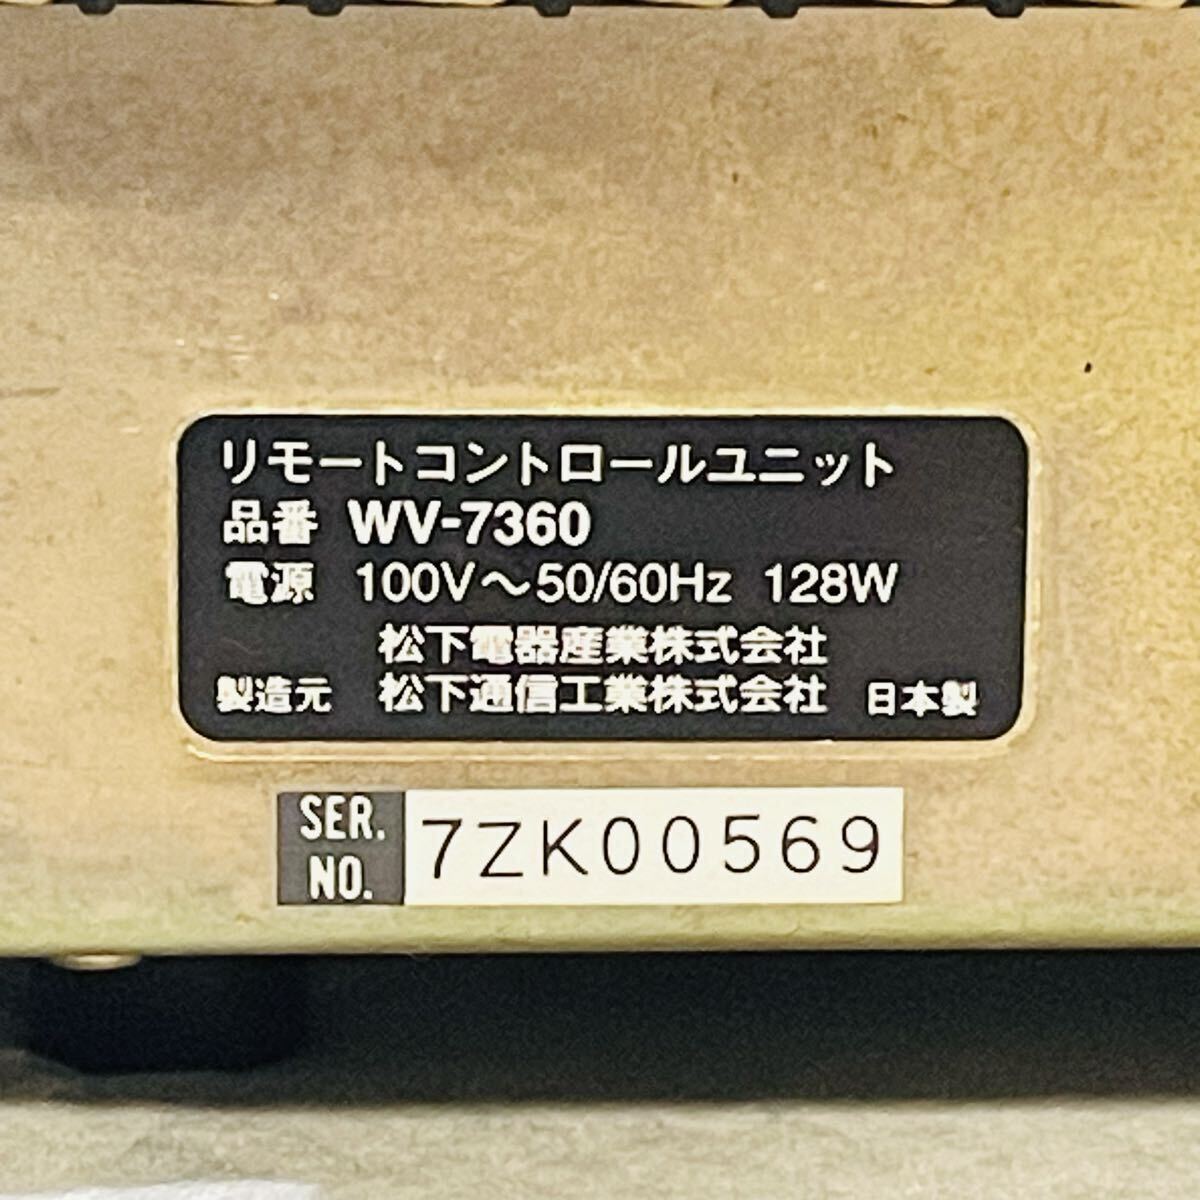 リモートコントロールユニット
品番 WV-7360
電源 100V～50/60Hz 128W
松下電器産業株式会社
製造元 松下通信工業株式会社 日本製
SER. NO. 7ZK00569